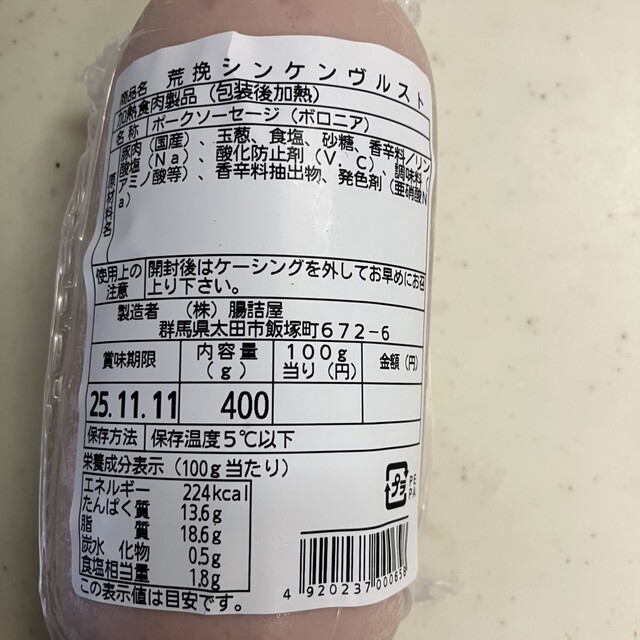 商品名 荒挽シンケンヴルスト
加熱食肉製品（包装後加熱）
名称 ポークソーセージ（ボロニア）
原材料名
豚肉（国産）、玉葱、食塩、砂糖、香辛料／リン
酸塩（Na）、酸化防止剤（V．C）、調味料（
アミノ酸等）、香辛料抽出物、発色剤（亜硝酸N
a）
使用上の注意
開封後はケーシングを外してお早めにお召
上り下さい。
製造者 （株）腸詰屋
群馬県太田市飯塚町672-6
賞味期限 内容量（g） 100g当り（円） 金額（円）
25.11.11 400
保存方法 保存温度5℃以下
栄養成分表示（100g当たり）
エネルギー 224kcal
たんぱく質 13.6g
脂質 18.6g
炭水化物 0.5g
食塩相当量 1.8g
この表示値は目安です。
プラ
PE
PA
4 920237 000658